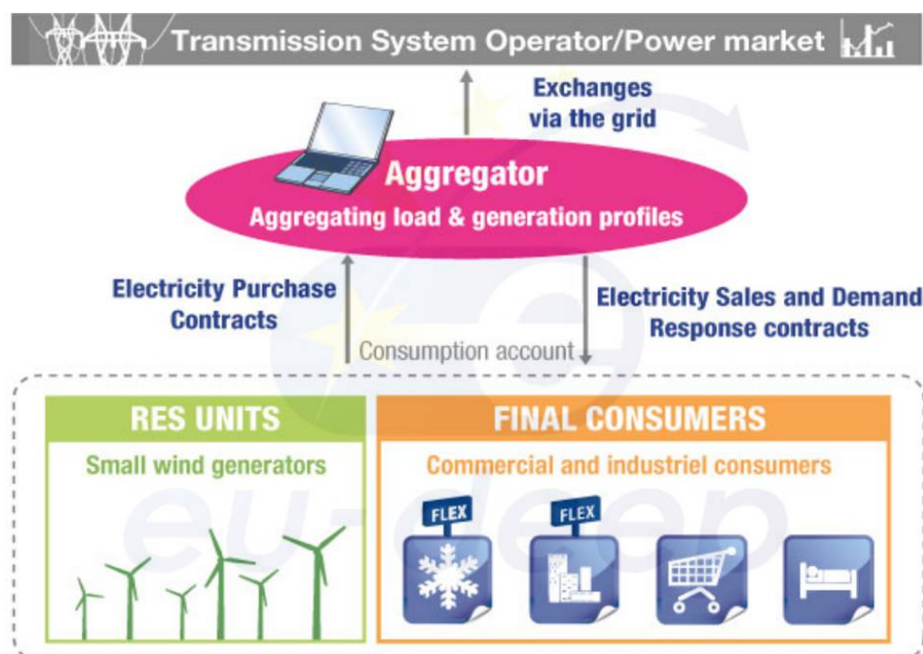 Transmission System Operator/Power market
Exchanges
via the grid
Aggregator
Aggregating load & generation profiles
Electricity Purchase
Contracts
Electricity Sales and Demand
Response contracts
Consumption account
RES UNITS
Small wind generators
FINAL CONSUMERS
Commercial and industriel consumers
FLEX
FLEX
eu-deep